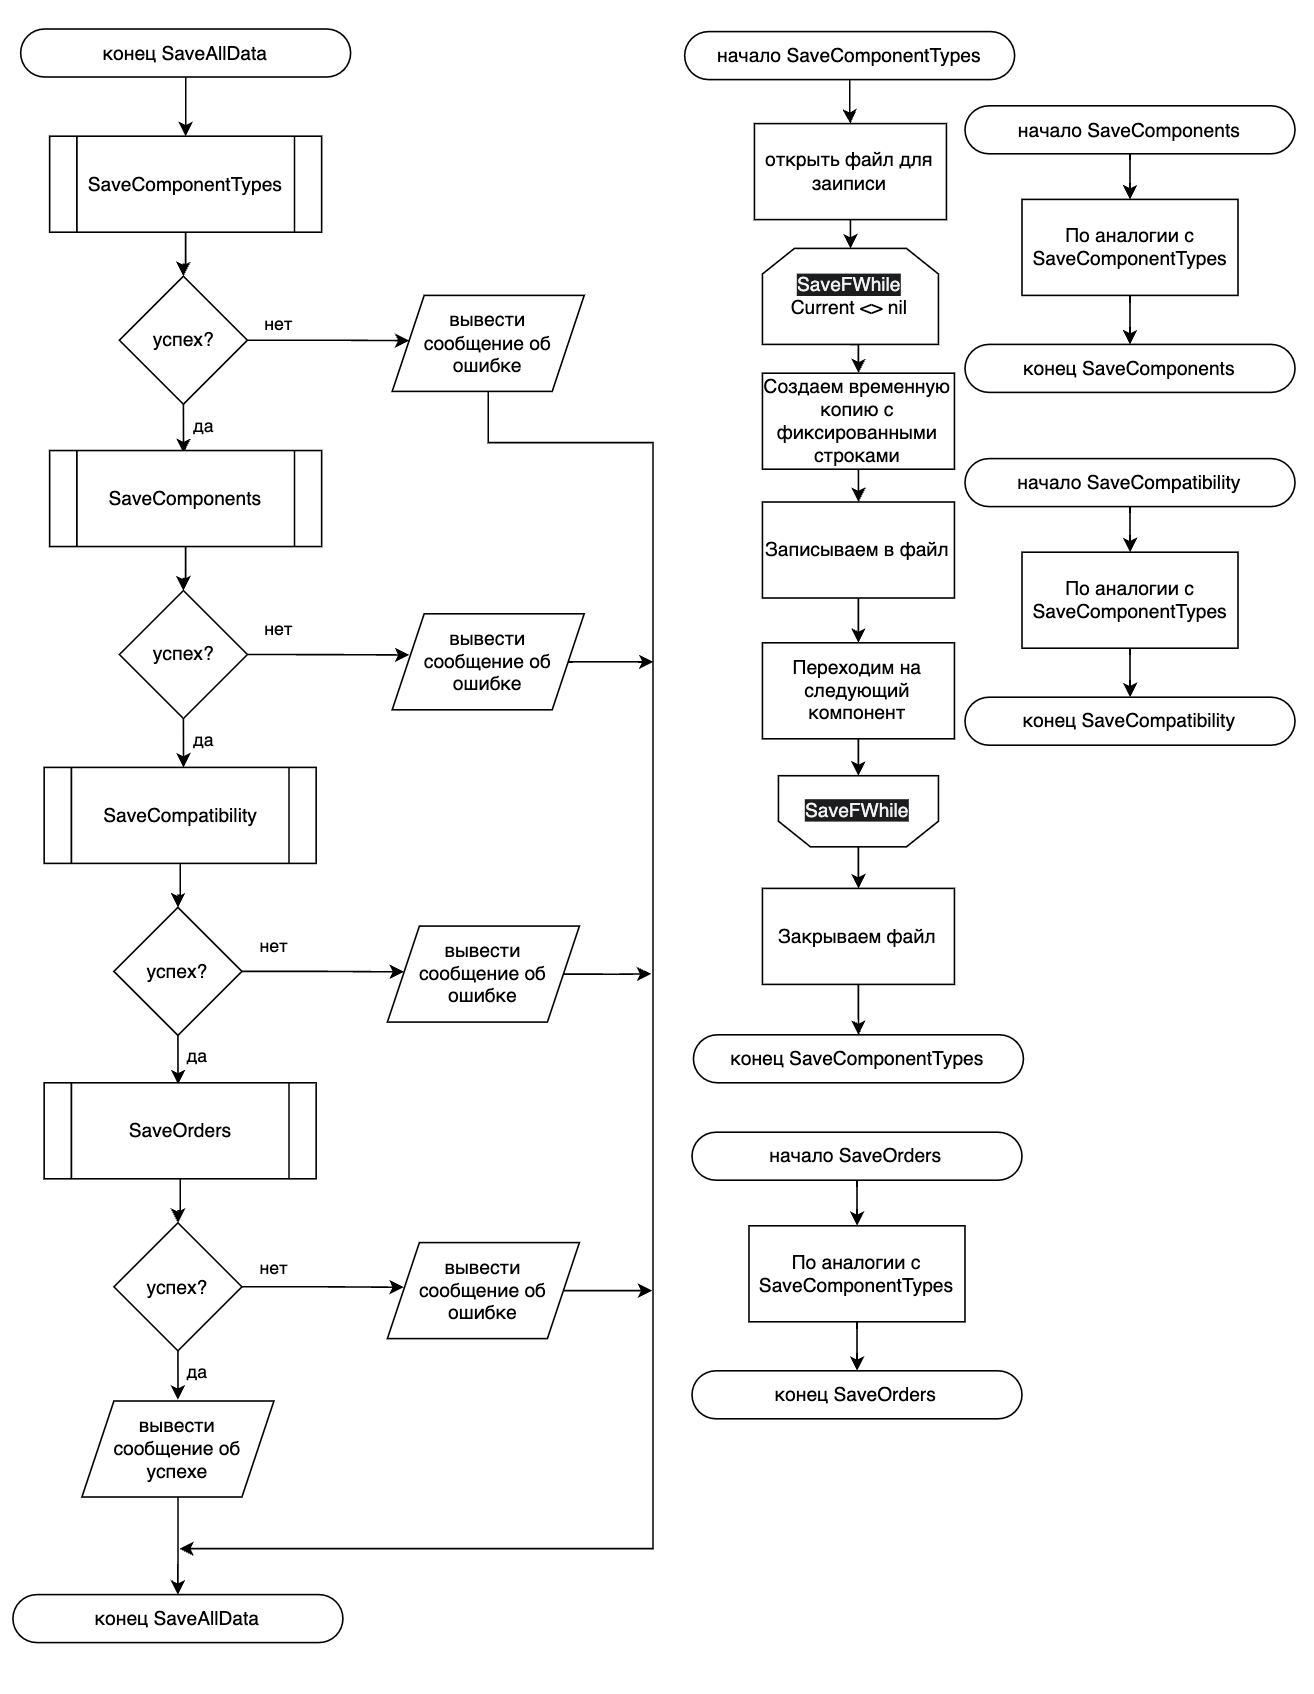 конец SaveAllData
SaveComponentTypes
успех?
нет
вывести
сообщение об
ошибке
да
SaveComponents
успех?
нет
вывести
сообщение об
ошибке
да
SaveCompatibility
успех?
нет
вывести
сообщение об
ошибке
да
SaveOrders
успех?
нет
вывести
сообщение об
ошибке
да
вывести
сообщение об
успехе
конец SaveAllData
начало SaveComponentTypes
открыть файл для
заиписи
SaveFWhile
Current <> nil
Создаем временную
копию с
фиксированными
строками
Записываем в файл
Переходим на
следующий
компонент
SaveFWhile
Закрываем файл
конец SaveComponentTypes
начало SaveOrders
По аналогии с
SaveComponentTypes
конец SaveOrders
начало SaveComponents
По аналогии с
SaveComponentTypes
конец SaveComponents
начало SaveCompatibility
По аналогии с
SaveComponentTypes
конец SaveCompatibility